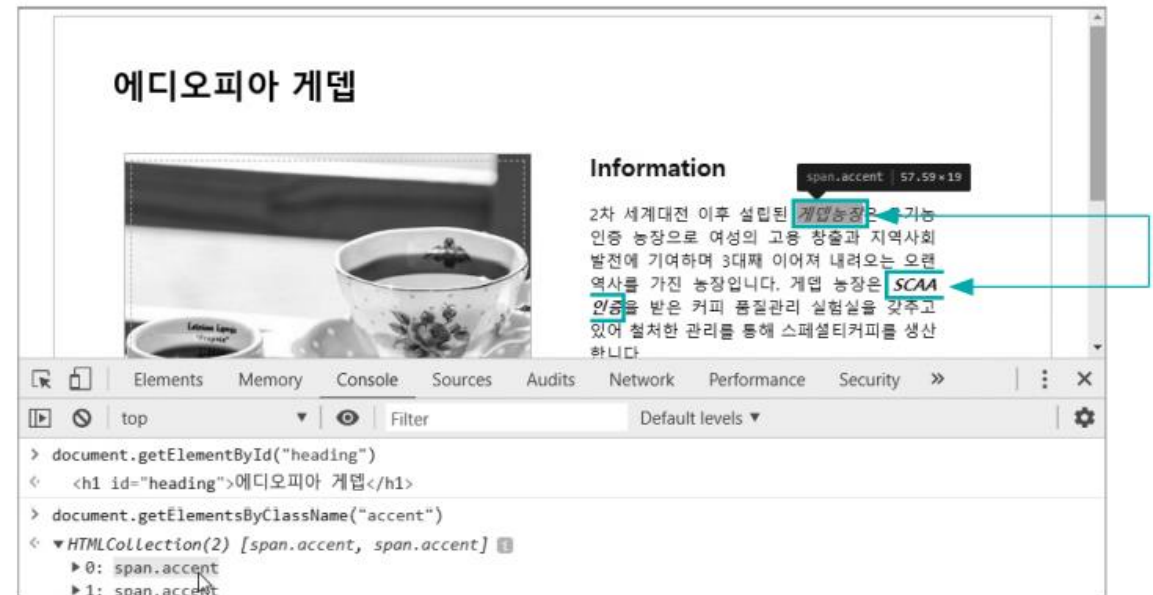 에디오피아 게뎁
Information
span.accent 57.59×19
2차 세계대전 이후 설립된 게뎁농장은 유기농
인증 농장으로 여성의 고용 창출과 지역사회
발전에 기여하며 3대째 이어져 내려오는 오랜
역사를 가진 농장입니다. 게뎁 농장은 SCAA
인증을 받은 커피 품질관리 실험실을 갖추고
있어 철처한 관리를 통해 스페셜티커피를 생산
합니다
Elements Memory Console Sources Audits Network Performance Security »
top ▼ Filter Default levels ▼
> document.getElementById("heading")
<h1 id="heading">에디오피아 게뎁</h1>
> document.getElementsByClassName("accent")
▼HTMLCollection(2) [span.accent, span.accent]
▶0: span.accent
▶1: span.accent